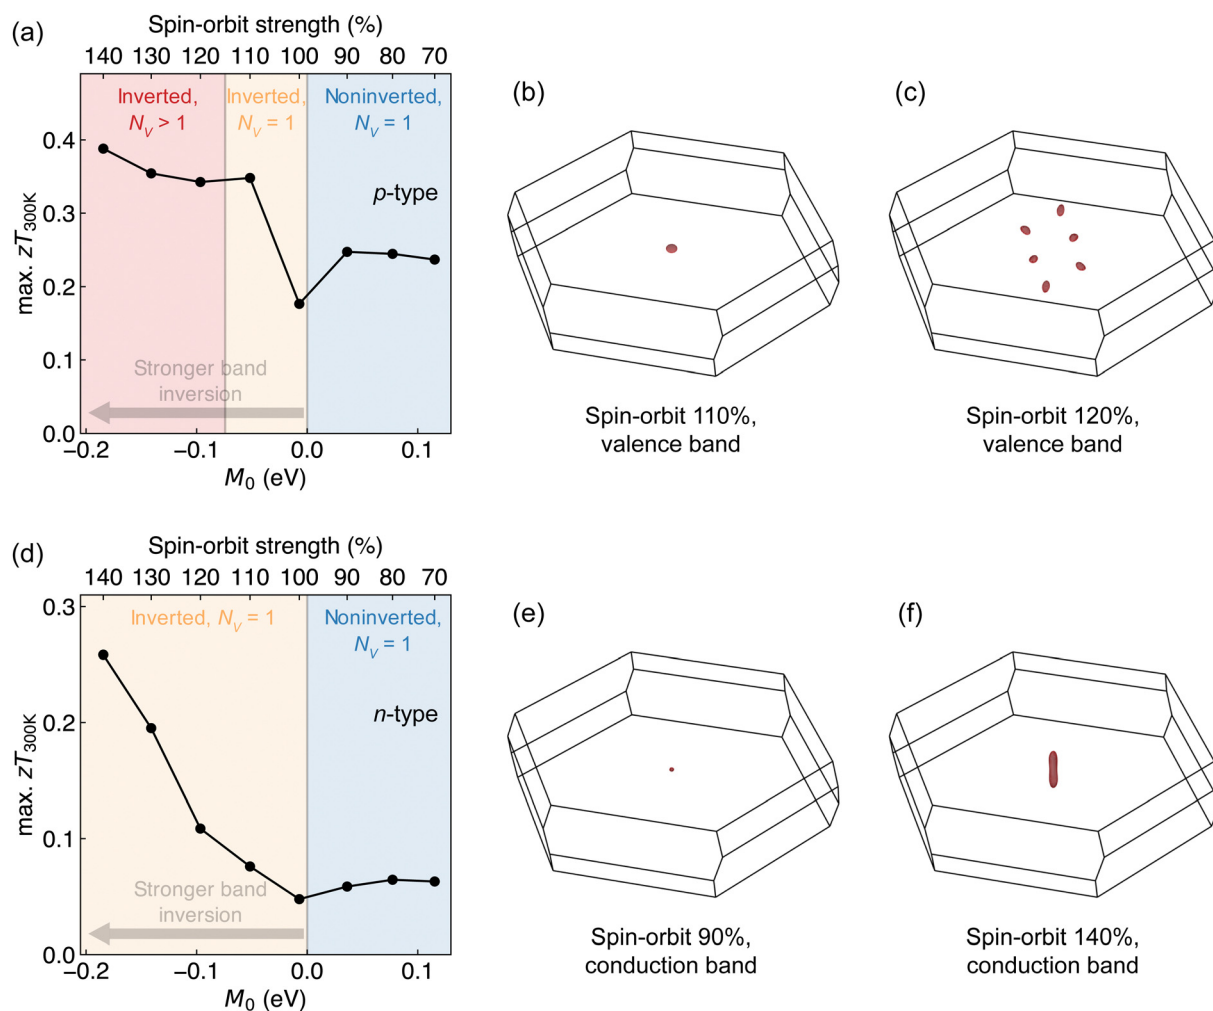 (a)
Spin-orbit strength (%)
140 130 120 110 100 90 80 70
Inverted, N_V > 1
Inverted, N_V = 1
Noninverted, N_V = 1
p-type
Stronger band
inversion
max. zT_300K
0.4
0.3
0.2
0.1
0.0
−0.2 −0.1 0.0 0.1
M_0 (eV)
(b)
Spin-orbit 110%,
valence band
(c)
Spin-orbit 120%,
valence band
(d)
Spin-orbit strength (%)
140 130 120 110 100 90 80 70
Inverted, N_V = 1
Noninverted,
N_V = 1
n-type
Stronger band
inversion
max. zT_300K
0.3
0.2
0.1
0.0
−0.2 −0.1 0.0 0.1
M_0 (eV)
(e)
Spin-orbit 90%,
conduction band
(f)
Spin-orbit 140%,
conduction band